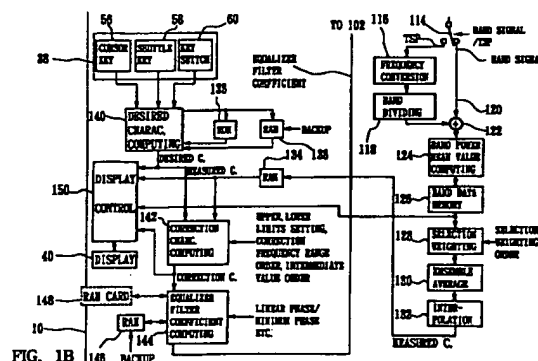 56
58
60
TO 102
114
BAND SIGNAL
/TSP
TSP
BAND SIGNAL
116
38
CURSOR
KEY
SHUTTLE
KEY
KEY
SWITCH
EQUALIZER
FILTER
COEFFICIENT
FREQUENCY
CONVERSION
120
140
DESIRED
CHARAC.
COMPUTING
ROM
RAM
BACKUP
BAND
DIVIDING
118
122
DESIRED C.
134
124
BAND POWER
MEAN VALUE
COMPUTING
150
MEASURED C.
RAM
DISPLAY
CONTROL
142
126
BAND DATA
MEMORY
CORRECTION
CHARAC.
COMPUTING
UPPER, LOWER
LIMITS SETTING,
CORRECTION
FREQUENCY RANGE
ORDER, INTERMEDIATE
VALUE ORDER
128
SELECTION
WEIGHTING
SELECTION
WEIGHTING
ORDER
40
DISPLAY
CORRECTION C.
130
ENSEMBLE
AVERAGE
148
RAM CARD
EQUALIZER
FILTER
COEFFICIENT
COMPUTING
LINEAR PHASE/
MINIMUM PHASE
ETC.
132
INTER-
POLATION
10
RAM
MEASURED C.
FIG. 1B
146
BACKUP
144